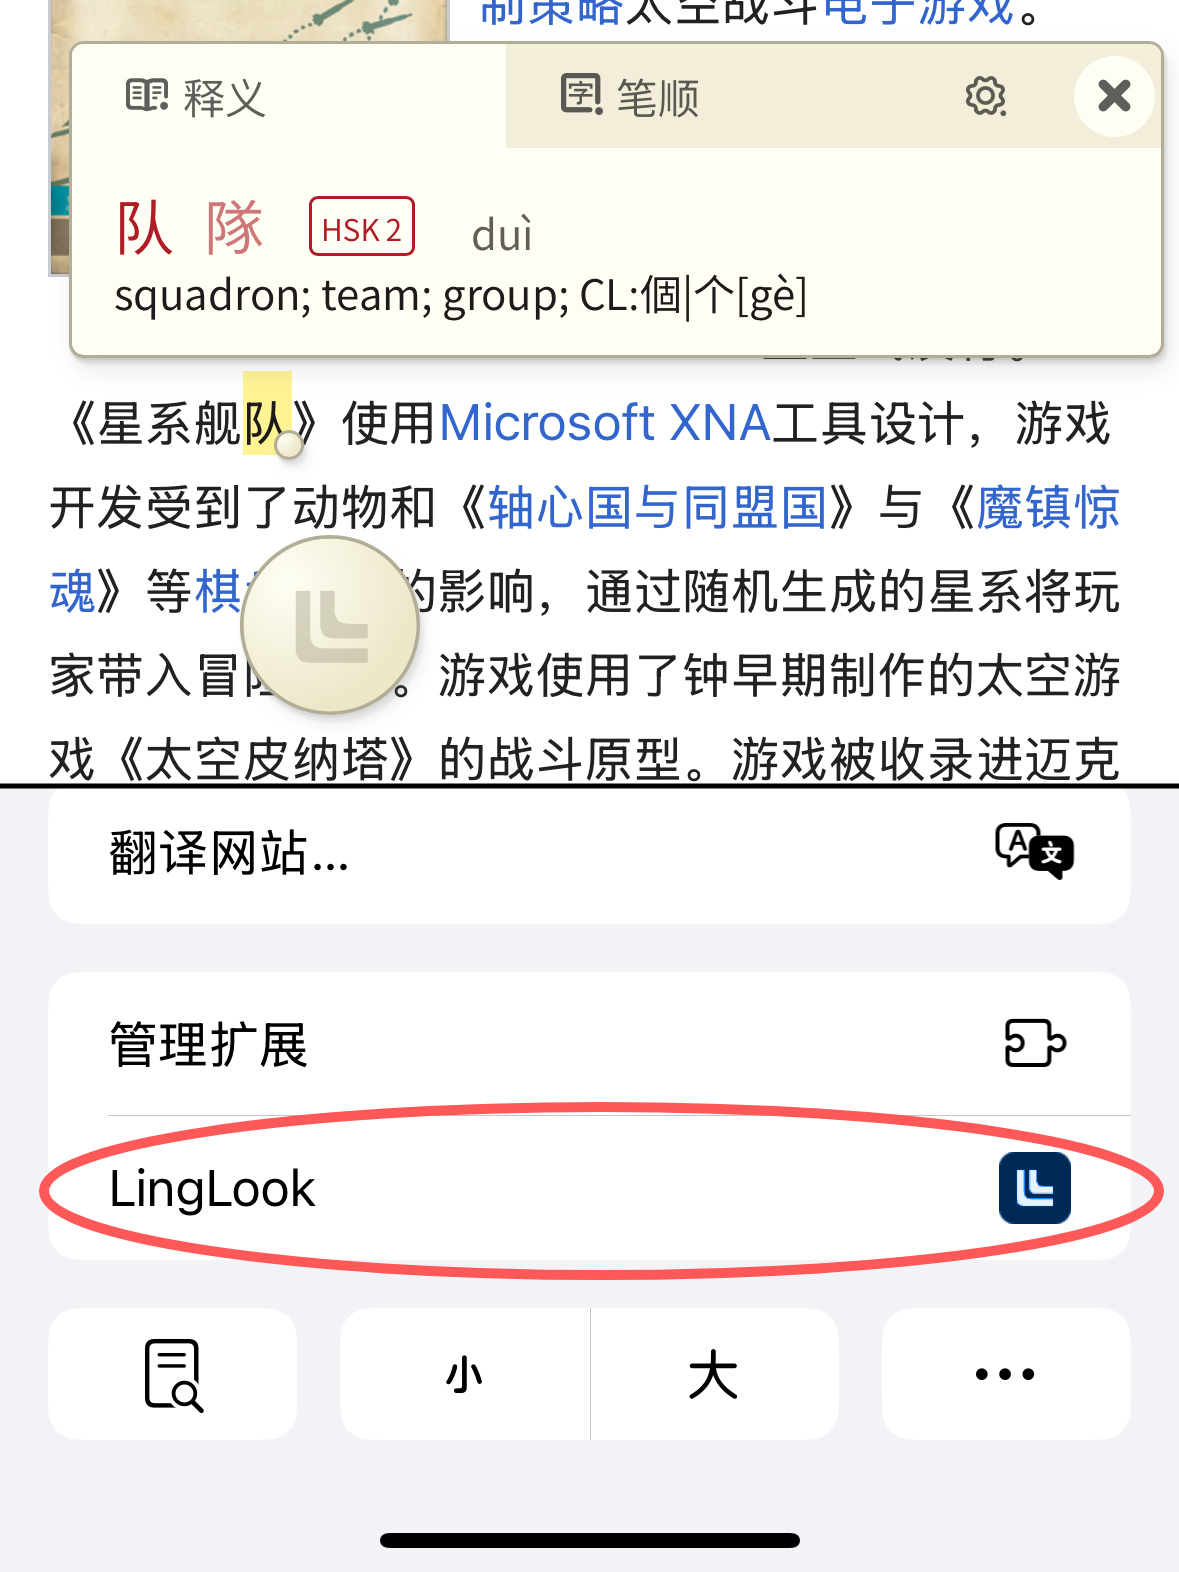 制策略太空战斗电子游戏。
释义
笔顺
队 隊 HSK 2 duì
squadron; team; group; CL:個|个[gè]
《星系舰队》使用Microsoft XNA工具设计，游戏
开发受到了动物和《轴心国与同盟国》与《魔镇惊
魂》等棋 的影响，通过随机生成的星系将玩
家带入冒险。游戏使用了钟早期制作的太空游
戏《太空皮纳塔》的战斗原型。游戏被收录进迈克
翻译网站...
管理扩展
LingLook
小
大